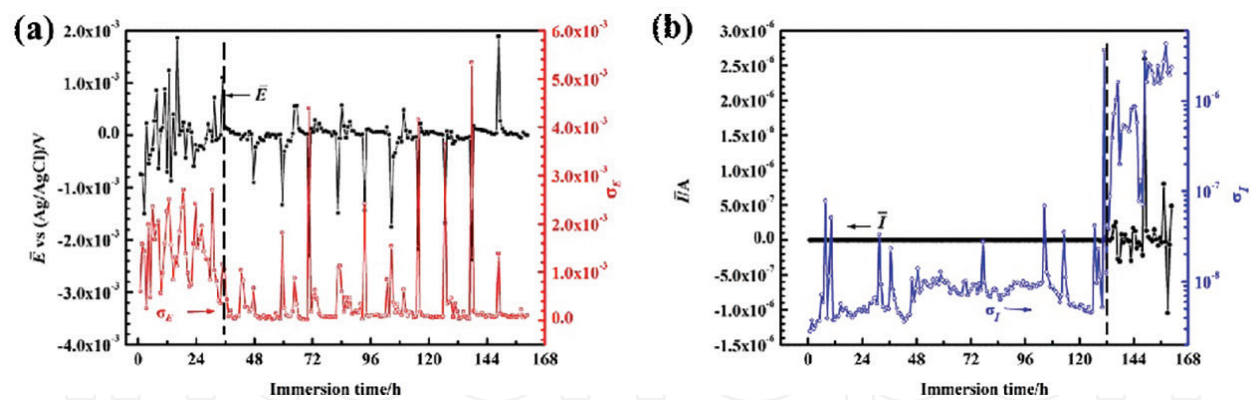 (a)
2.0x10⁻³
1.0x10⁻³
0.0
-1.0x10⁻³
-2.0x10⁻³
-3.0x10⁻³
-4.0x10⁻³
Ē vs (Ag/AgCl)/V
Ē
σ_E
6.0x10⁻³
5.0x10⁻³
4.0x10⁻³
3.0x10⁻³
2.0x10⁻³
1.0x10⁻³
0.0
σ_E
0 24 48 72 96 120 144 168
Immersion time/h
(b)
3.0x10⁻⁶
2.5x10⁻⁶
2.0x10⁻⁶
1.5x10⁻⁶
1.0x10⁻⁶
5.0x10⁻⁷
0.0
-5.0x10⁻⁷
-1.0x10⁻⁶
-1.5x10⁻⁶
Ī/A
Ī
σ_I
10⁻⁶
10⁻⁷
10⁻⁸
σ_I
0 24 48 72 96 120 144 168
Immersion time/h